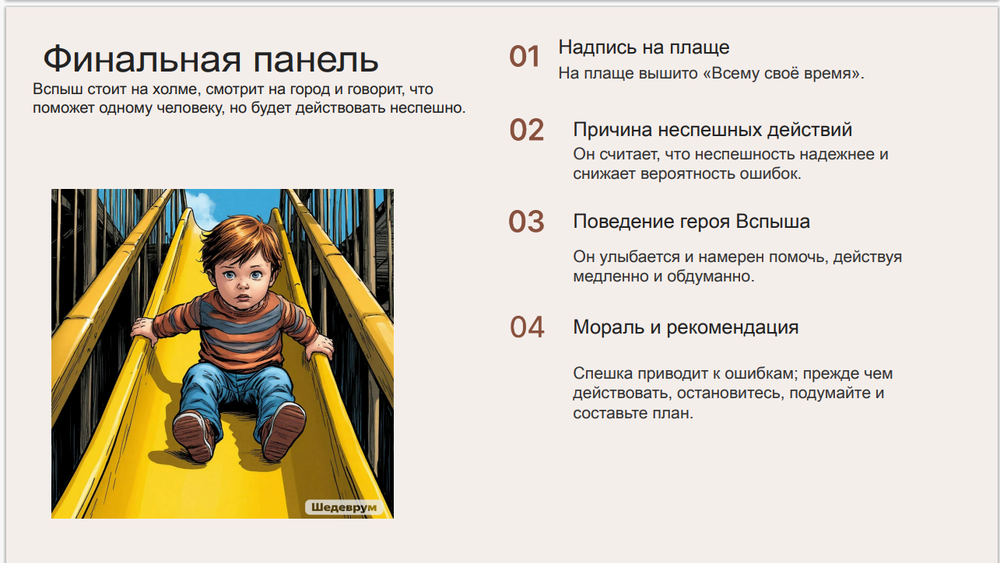 Финальная панель
Вспыш стоит на холме, смотрит на город и говорит, что
поможет одному человеку, но будет действовать неспешно.
Шедеврум
01
Надпись на плаще
На плаще вышито «Всему своё время».
02
Причина неспешных действий
Он считает, что неспешность надежнее и
снижает вероятность ошибок.
03
Поведение героя Вспыша
Он улыбается и намерен помочь, действуя
медленно и обдуманно.
04
Мораль и рекомендация
Спешка приводит к ошибкам; прежде чем
действовать, остановитесь, подумайте и
составьте план.